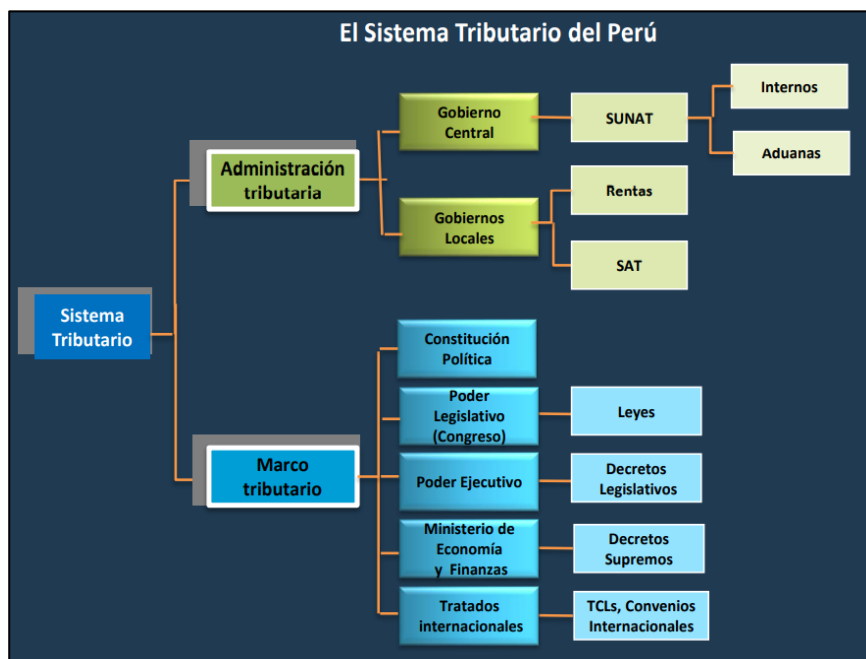 El Sistema Tributario del Perú
Sistema
Tributario
Administración
tributaria
Gobierno
Central
SUNAT
Internos
Aduanas
Gobiernos
Locales
Rentas
SAT
Marco
tributario
Constitución
Política
Poder
Legislativo
(Congreso)
Leyes
Poder Ejecutivo
Decretos
Legislativos
Ministerio de
Economía
y Finanzas
Decretos
Supremos
Tratados
internacionales
TCLs, Convenios
Internacionales